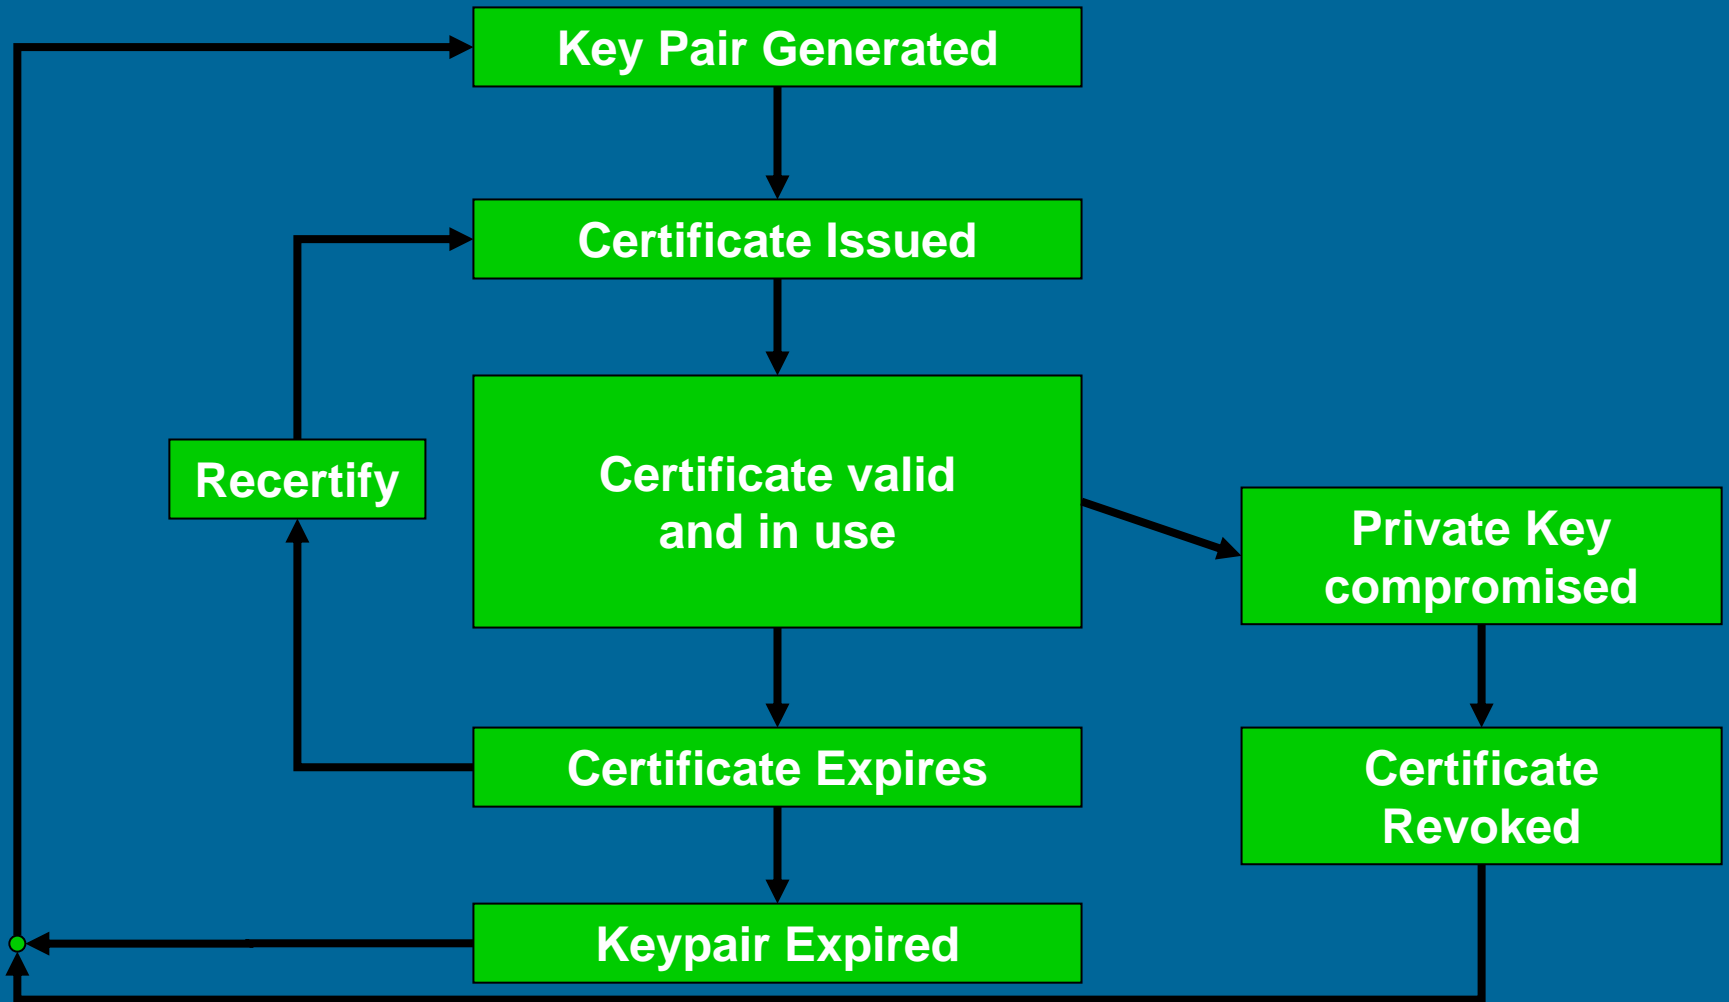 Key Pair Generated
Certificate Issued
Recertify
Certificate valid
and in use
Private Key
compromised
Certificate Expires
Certificate
Revoked
Keypair Expired